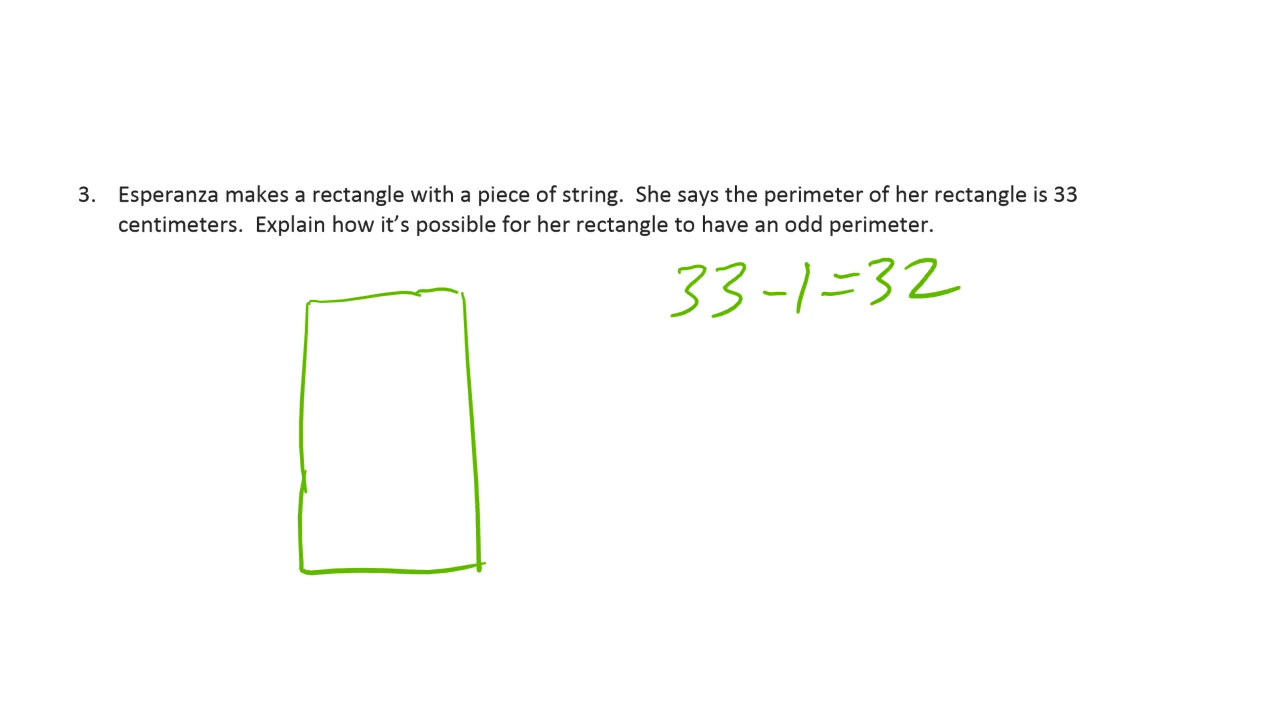 3. Esperanza makes a rectangle with a piece of string. She says the perimeter of her rectangle is 33
centimeters. Explain how it’s possible for her rectangle to have an odd perimeter.
33-1=32